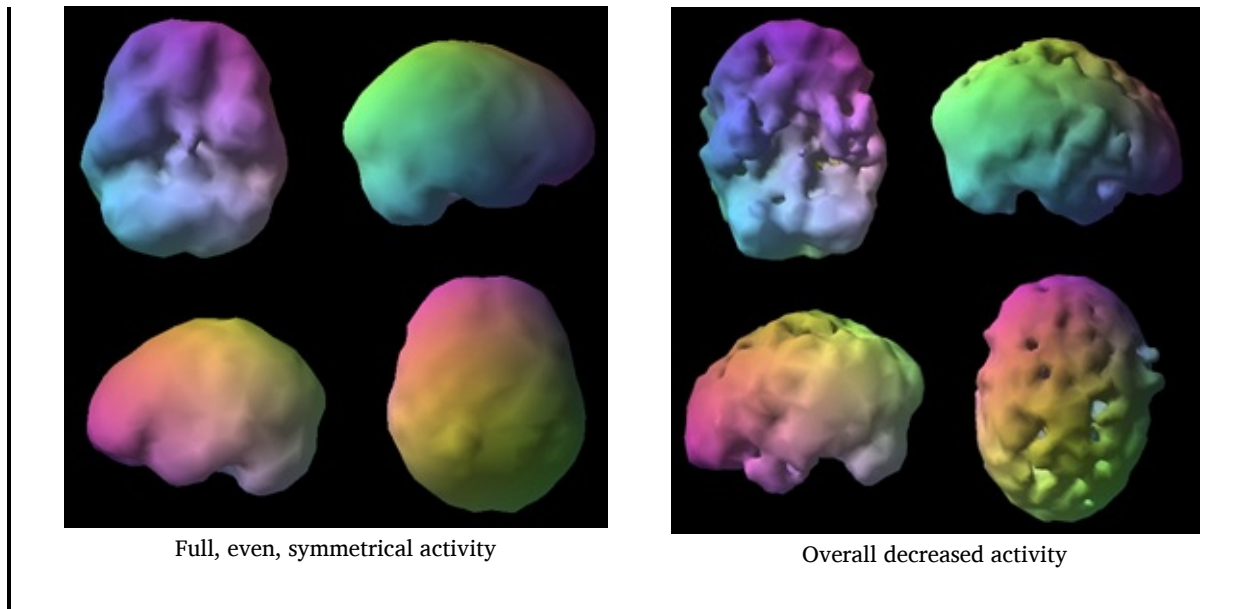 Full, even, symmetrical activity
Overall decreased activity